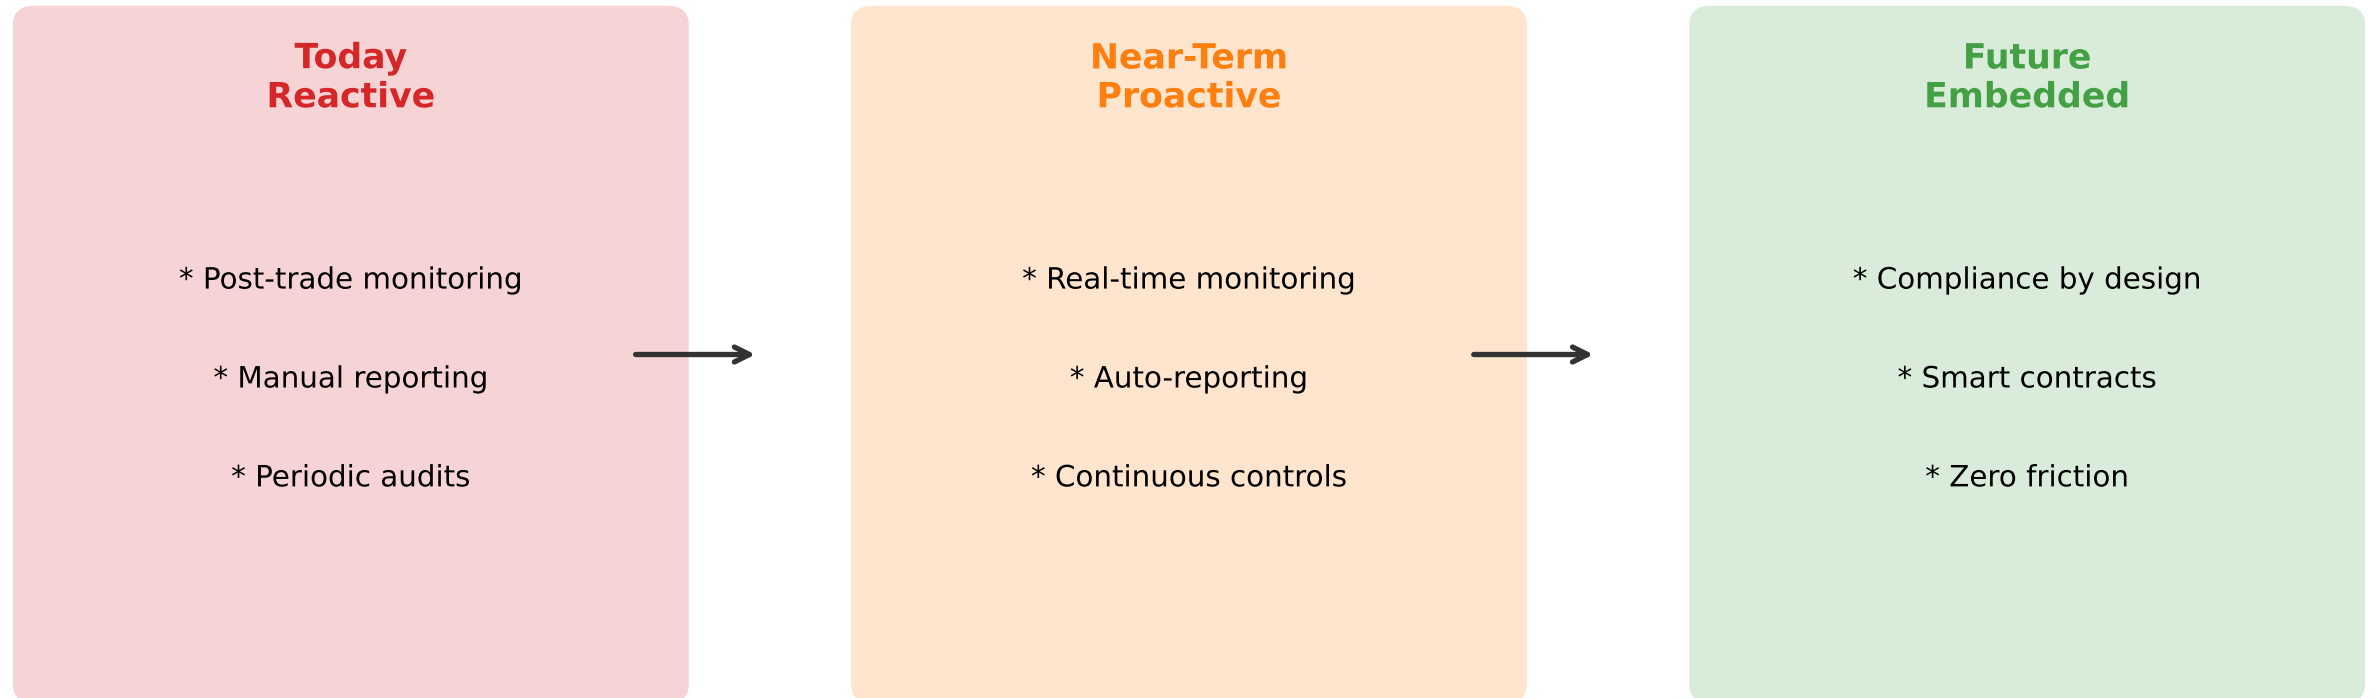 Today
Reactive
* Post-trade monitoring
* Manual reporting
* Periodic audits
Near-Term
Proactive
* Real-time monitoring
* Auto-reporting
* Continuous controls
Future
Embedded
* Compliance by design
* Smart contracts
* Zero friction